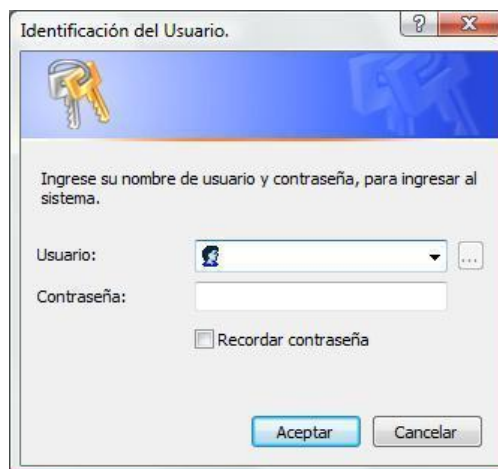 Identificación del Usuario.
Ingrese su nombre de usuario y contraseña, para ingresar al
sistema.
Usuario:
...
Contraseña:
Recordar contraseña
Aceptar
Cancelar